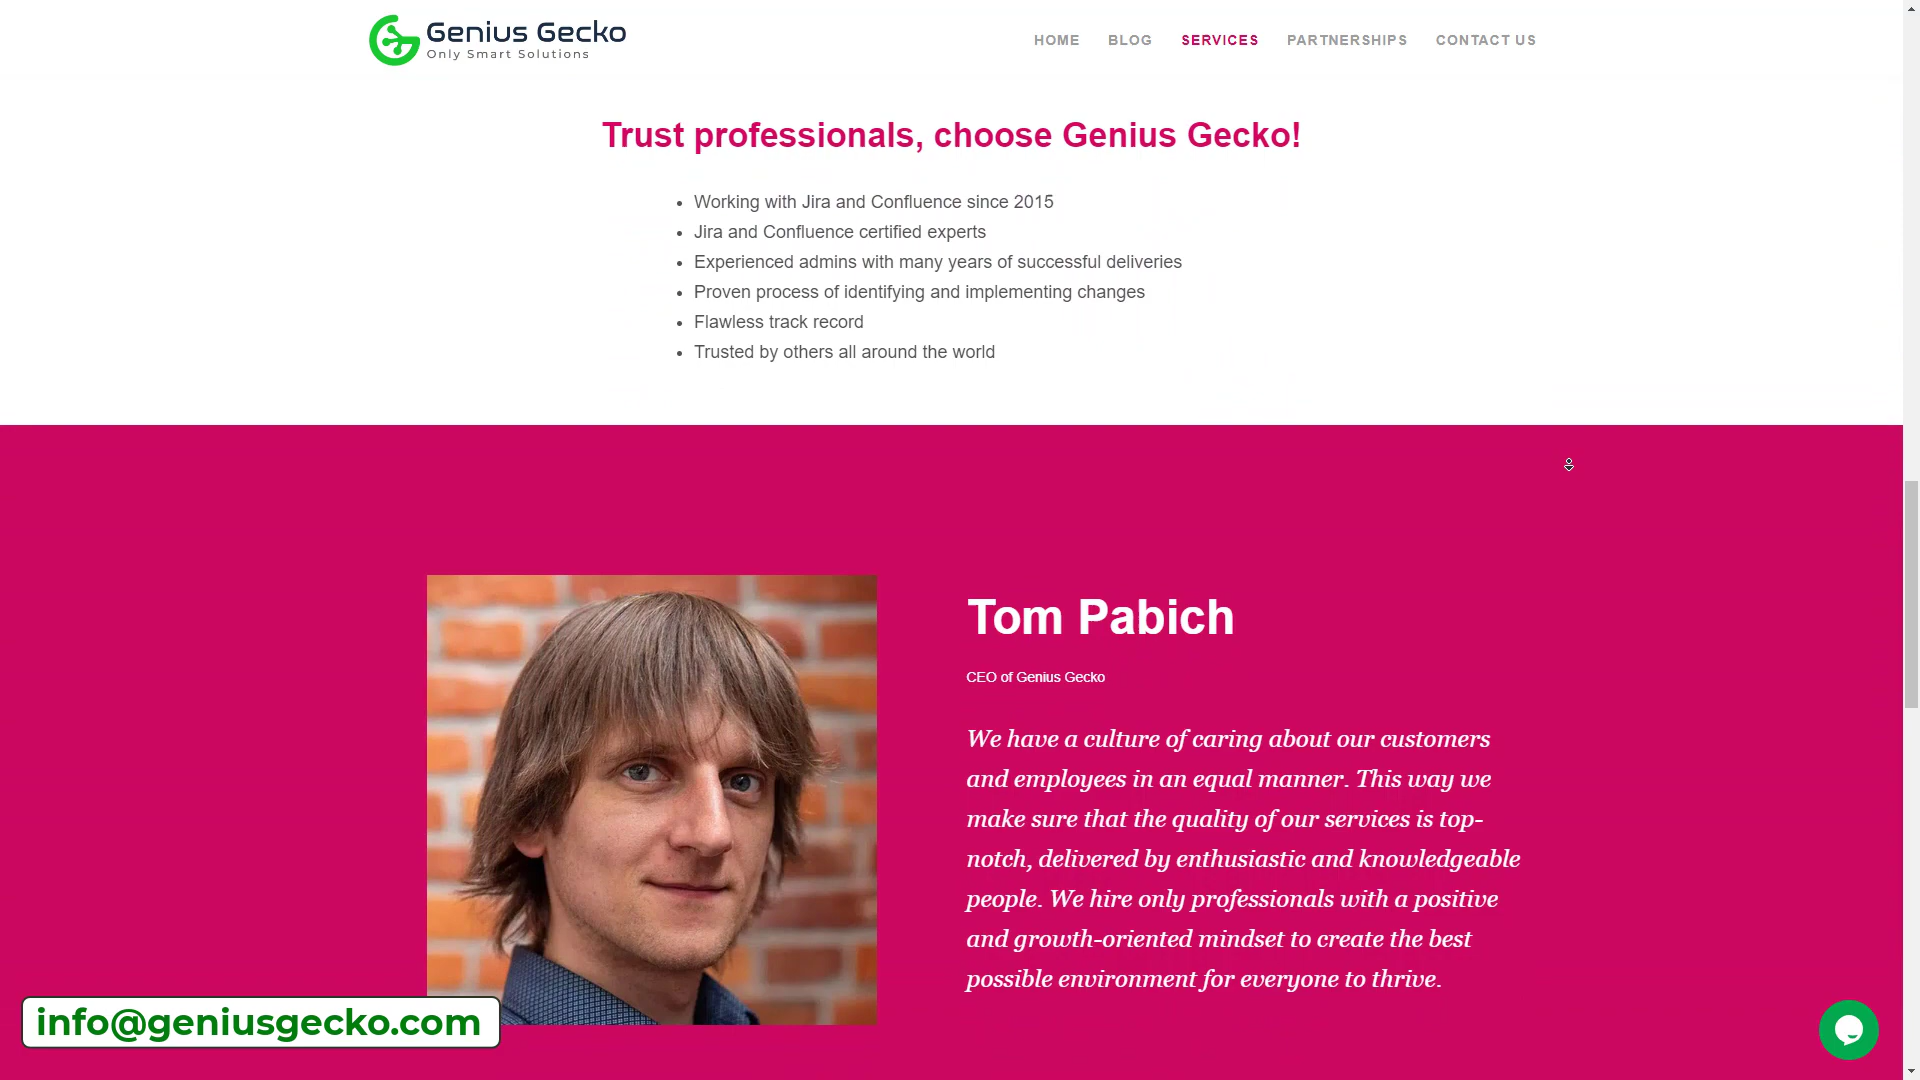 Genius Gecko
Only Smart Solutions
HOME BLOG SERVICES PARTNERSHIPS CONTACT US
Trust professionals, choose Genius Gecko!
Working with Jira and Confluence since 2015
Jira and Confluence certified experts
Experienced admins with many years of successful deliveries
Proven process of identifying and implementing changes
Flawless track record
Trusted by others all around the world
Tom Pabich
CEO of Genius Gecko
We have a culture of caring about our customers
and employees in an equal manner. This way we
make sure that the quality of our services is top-
notch, delivered by enthusiastic and knowledgeable
people. We hire only professionals with a positive
and growth-oriented mindset to create the best
possible environment for everyone to thrive.
info@geniusgecko.com